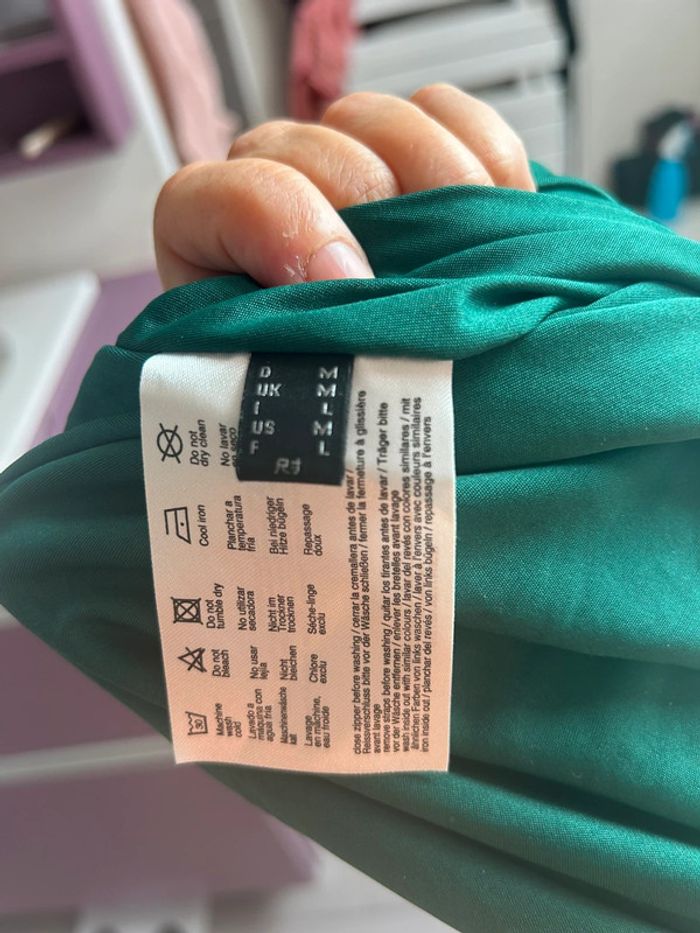 D M
UK M
I L
US M
F L
R1
30
Machine
wash
cold
Lavado a
máquina con
agua fría
Maschinenwäsche
kalt
Lavage
en machine,
eau froide
Do not
bleach
No usar
lejia
Nicht
bleichen
Chlore
exclu
Do not
tumble dry
No utilizar
secadora
Nicht im
Trockner
trocknen
Séche-linge
exclu
Cool iron
Planchar a
temperatura
fria
Bei niedriger
Hitze bügeln
Repassage
doux
Do not
dry clean
No lavar
en seco
close zipper before washing / cerrar la cremallera antes de lavar /
Reissverschluss bitte vor der Wäsche schließen / fermer la fermeture à glissière
avant lavage
remove straps before washing / quitar los tirantes antes de lavar / Träger bitte
vor der Wäsche entfernen / enlever les bretelles avant lavage
wash inside out with similar colours / lavar del revés con colores similares / mit
ähnlichen Farben von links waschen / laver à l'envers avec couleurs similaires
iron inside out / planchar del revés / von links bügeln / repassage à l'envers